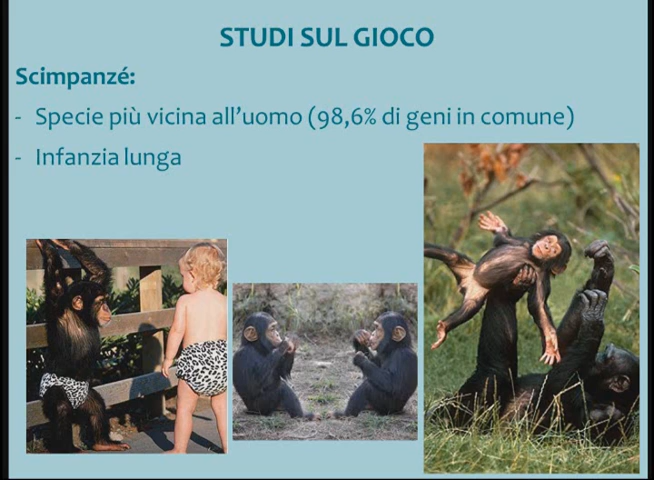 STUDI SUL GIOCO
Scimpanzé:
- Specie più vicina all’uomo (98,6% di geni in comune)
- Infanzia lunga